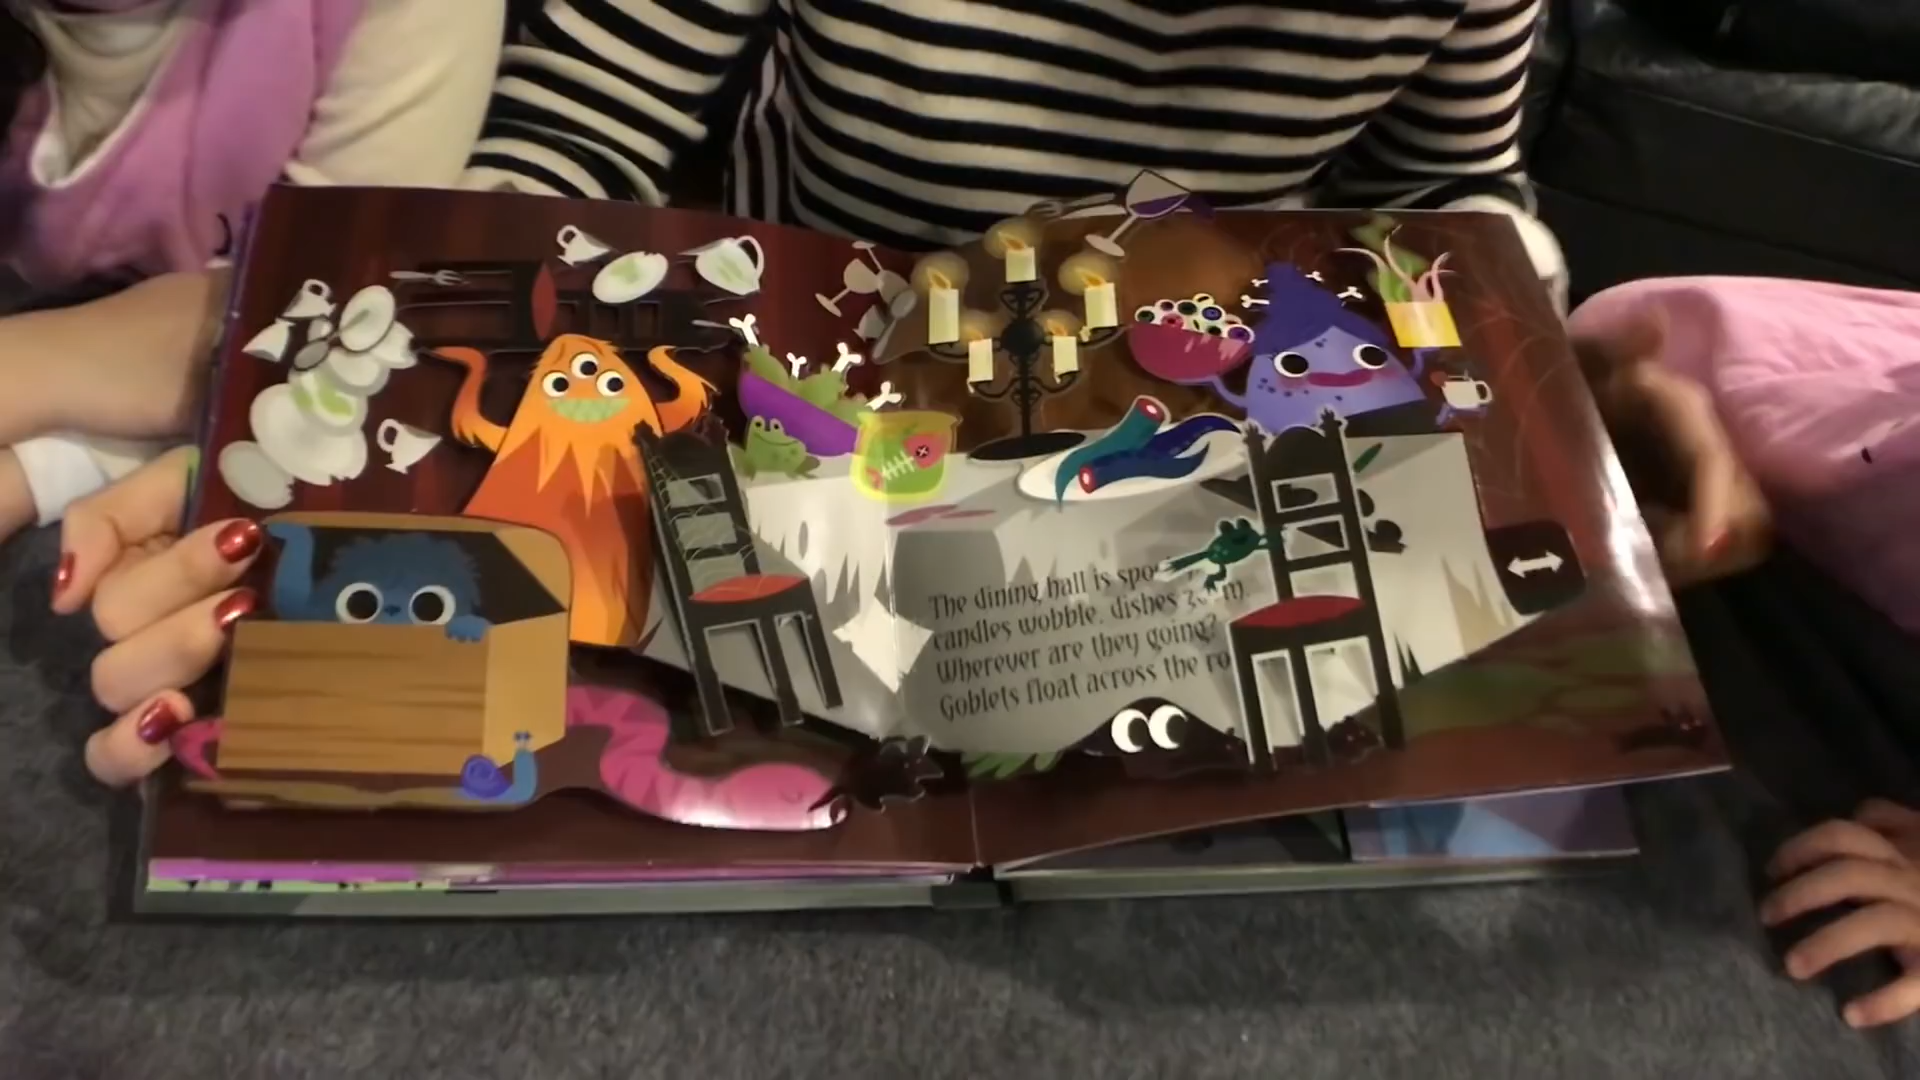 The dining hall is
candles wobble, dishes
Wherever are they going?
Goblets float across the